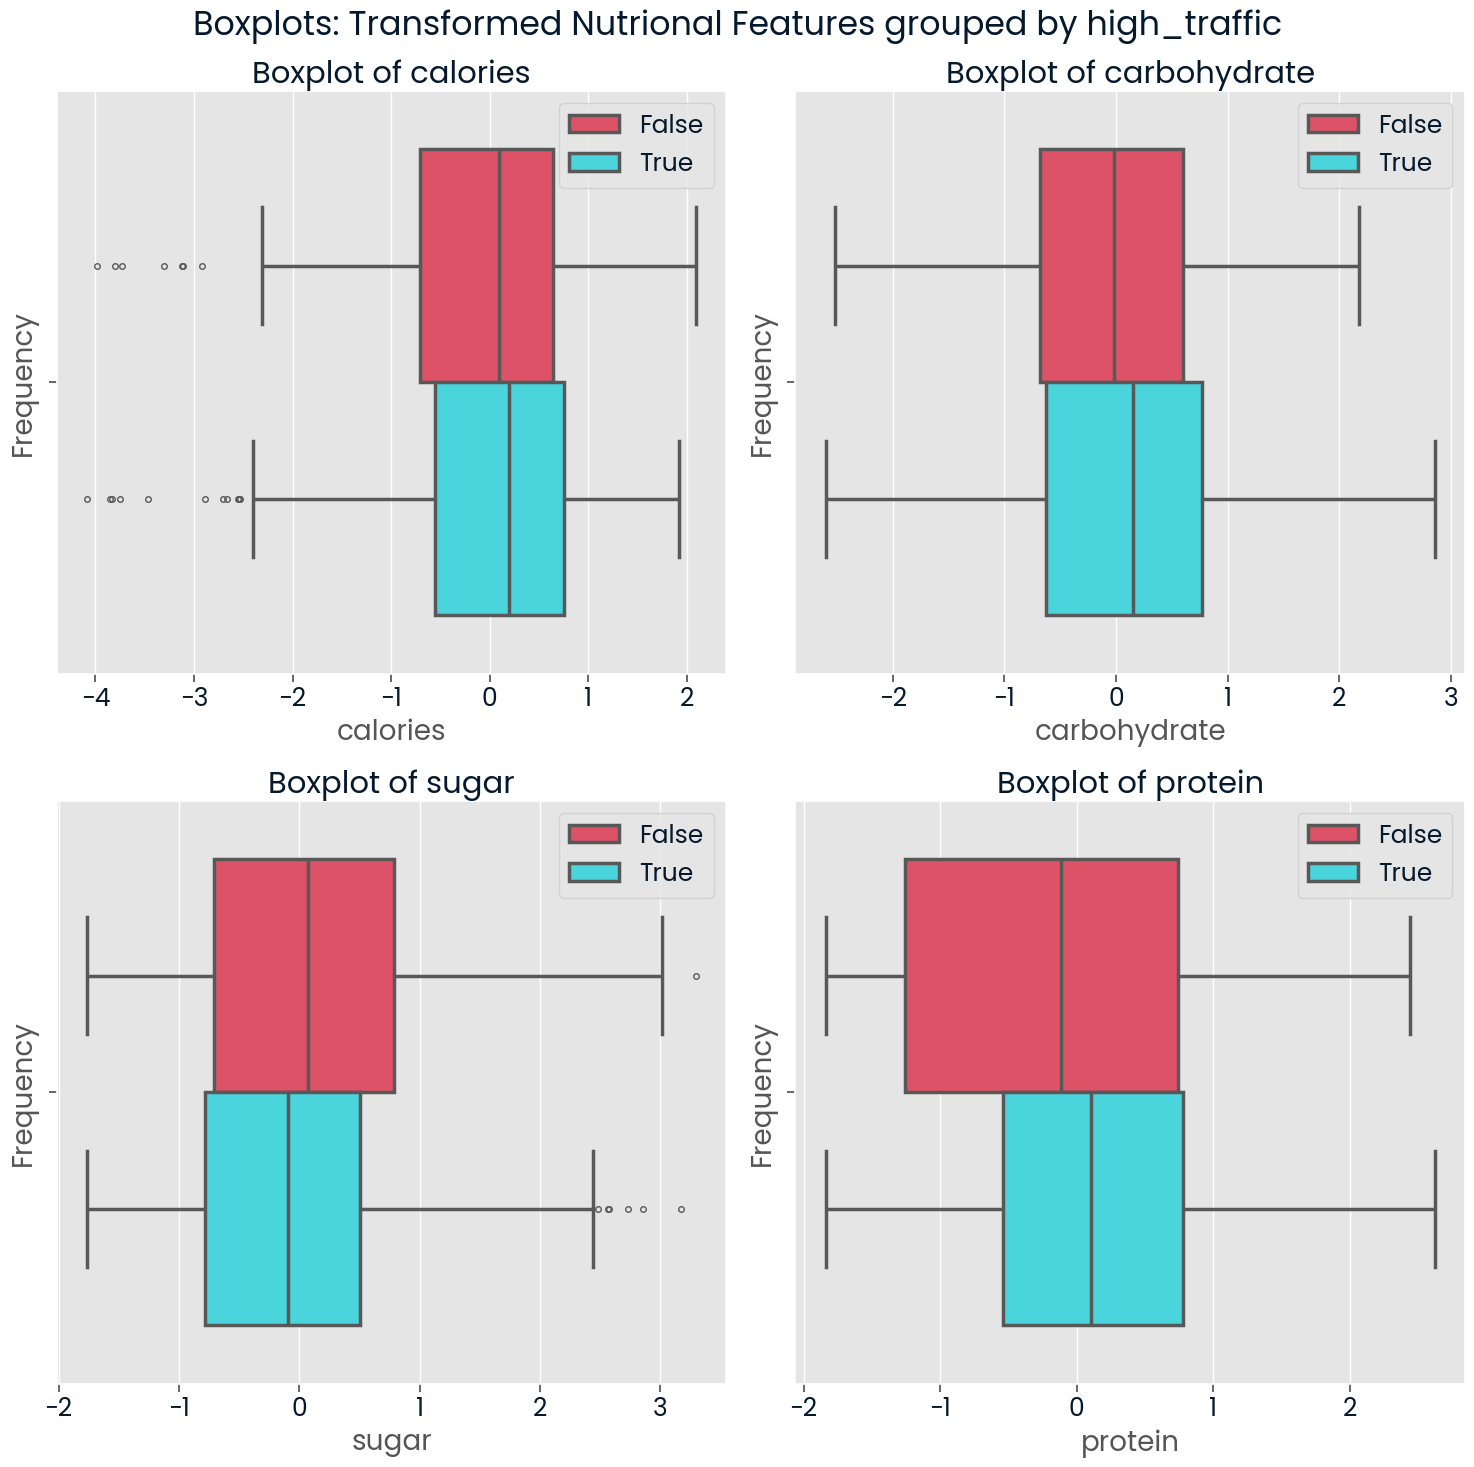 Boxplots: Transformed Nutrional Features grouped by high_traffic
Boxplot of calories
False
True
Frequency
−4 −3 −2 −1 0 1 2
calories
Boxplot of carbohydrate
False
True
Frequency
−2 −1 0 1 2 3
carbohydrate
Boxplot of sugar
False
True
Frequency
−2 −1 0 1 2 3
sugar
Boxplot of protein
False
True
Frequency
−2 −1 0 1 2
protein